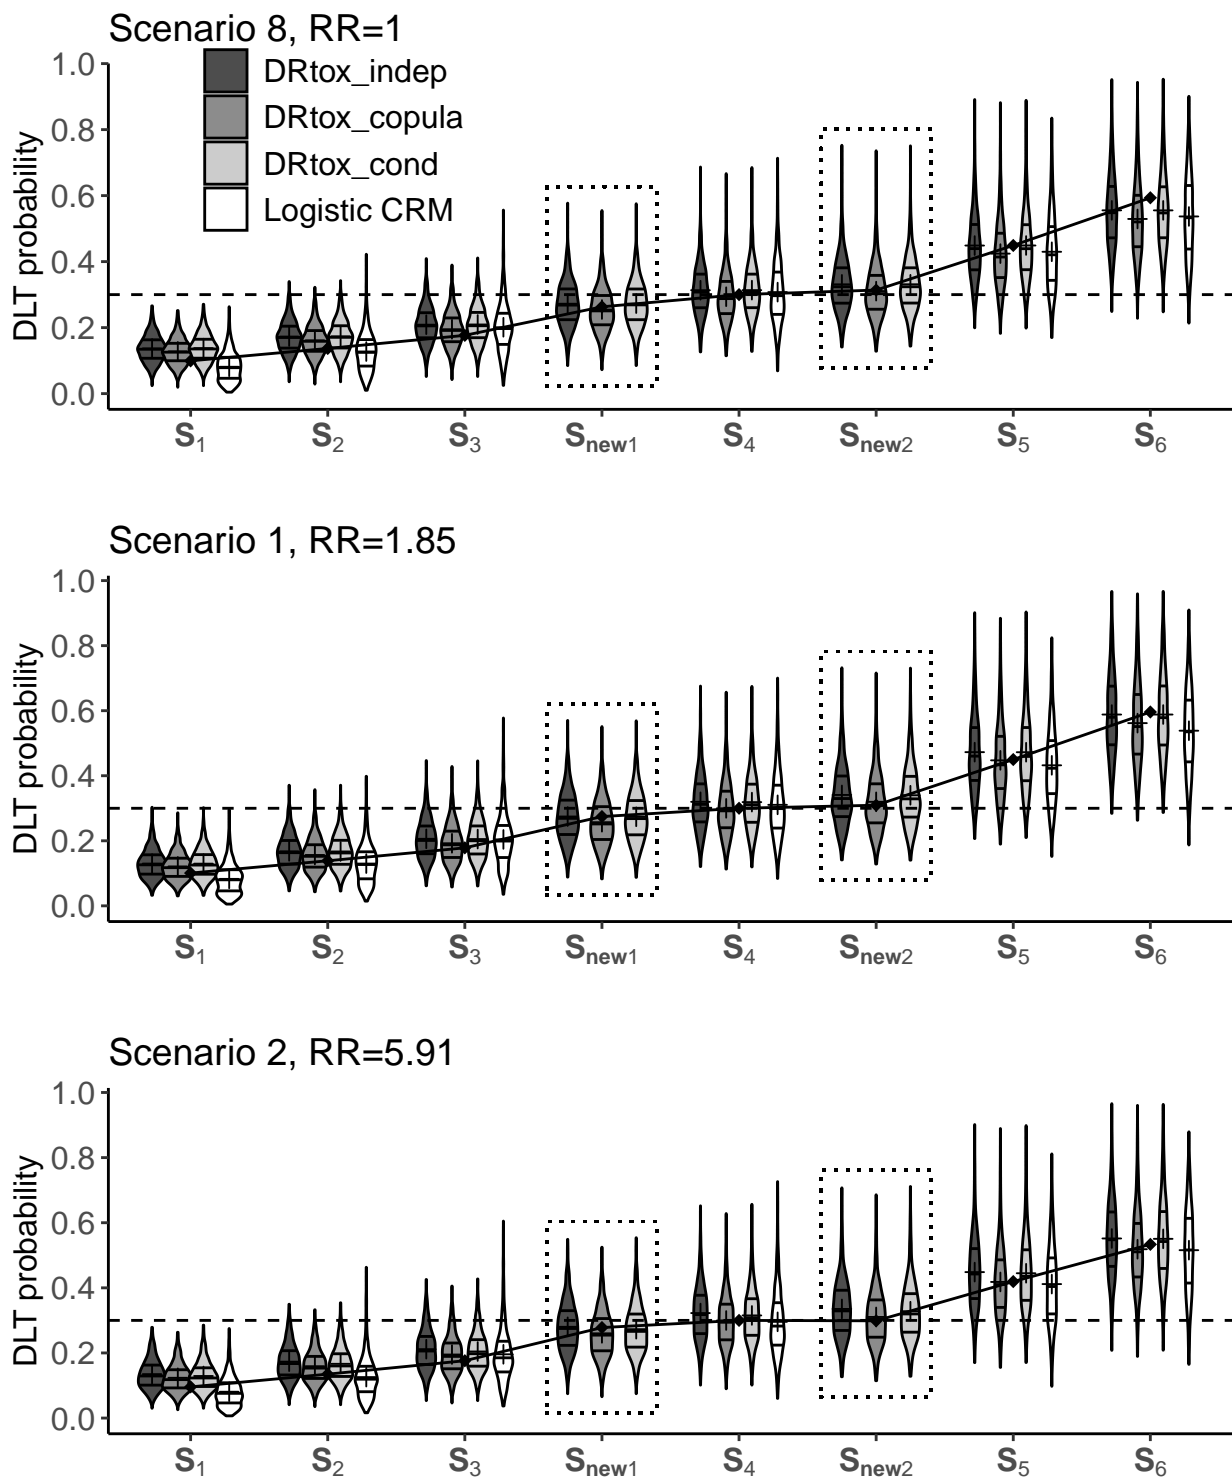 Scenario 8, RR=1
DRtox_indep
DRtox_copula
DRtox_cond
Logistic CRM
DLT probability
1.0
0.8
0.6
0.4
0.2
0.0
S1 S2 S3 Snew1 S4 Snew2 S5 S6
Scenario 1, RR=1.85
DLT probability
1.0
0.8
0.6
0.4
0.2
0.0
S1 S2 S3 Snew1 S4 Snew2 S5 S6
Scenario 2, RR=5.91
DLT probability
1.0
0.8
0.6
0.4
0.2
0.0
S1 S2 S3 Snew1 S4 Snew2 S5 S6